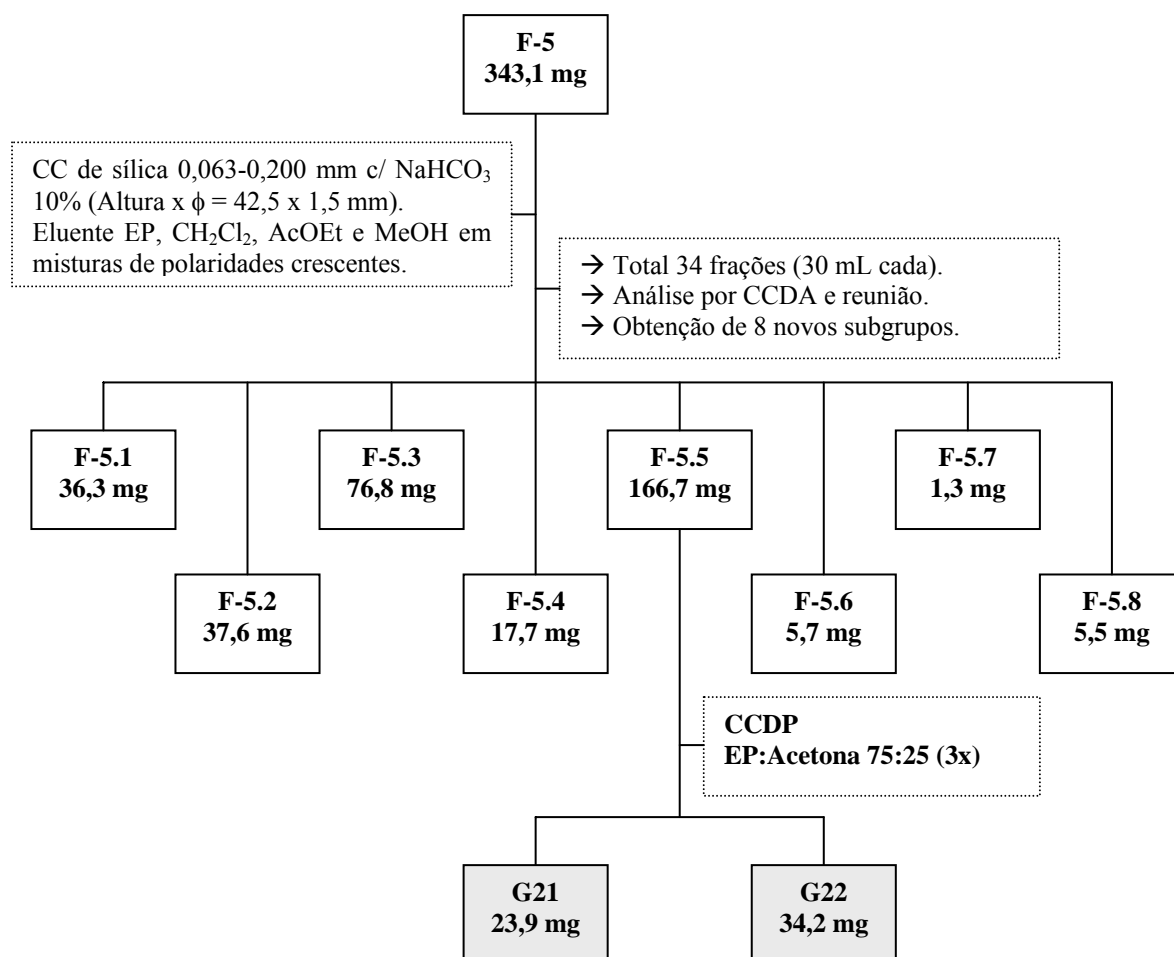 F-5
343,1 mg
CC de sílica 0,063-0,200 mm c/ NaHCO₃
10% (Altura x ϕ = 42,5 x 1,5 mm).
Eluente EP, CH₂Cl₂, AcOEt e MeOH em
misturas de polaridades crescentes.
→ Total 34 frações (30 mL cada).
→ Análise por CCDA e reunião.
→ Obtenção de 8 novos subgrupos.
F-5.1
36,3 mg
F-5.3
76,8 mg
F-5.5
166,7 mg
F-5.7
1,3 mg
F-5.2
37,6 mg
F-5.4
17,7 mg
F-5.6
5,7 mg
F-5.8
5,5 mg
CCDP
EP:Acetona 75:25 (3x)
G21
23,9 mg
G22
34,2 mg